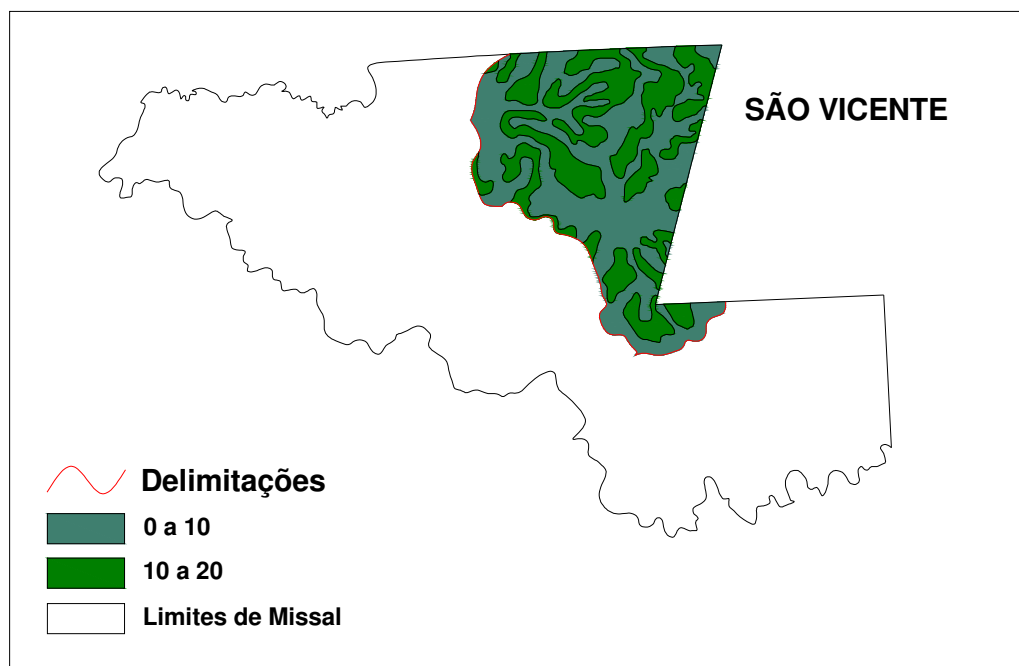 SÃO VICENTE
Delimitações
0 a 10
10 a 20
Limites de Missal